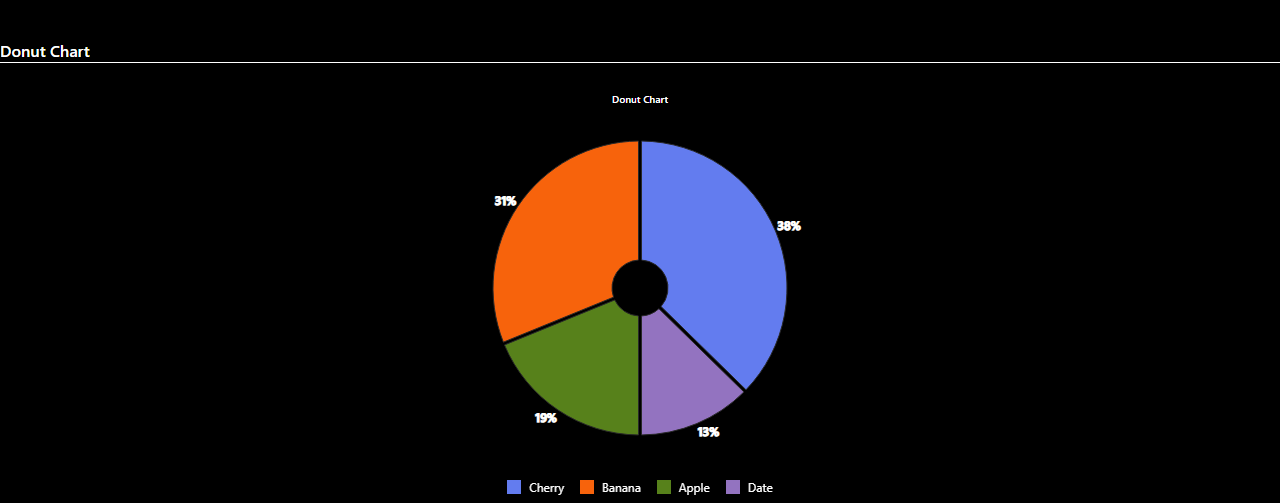 Donut Chart
Donut Chart
31%
38%
19%
13%
Cherry Banana Apple Date